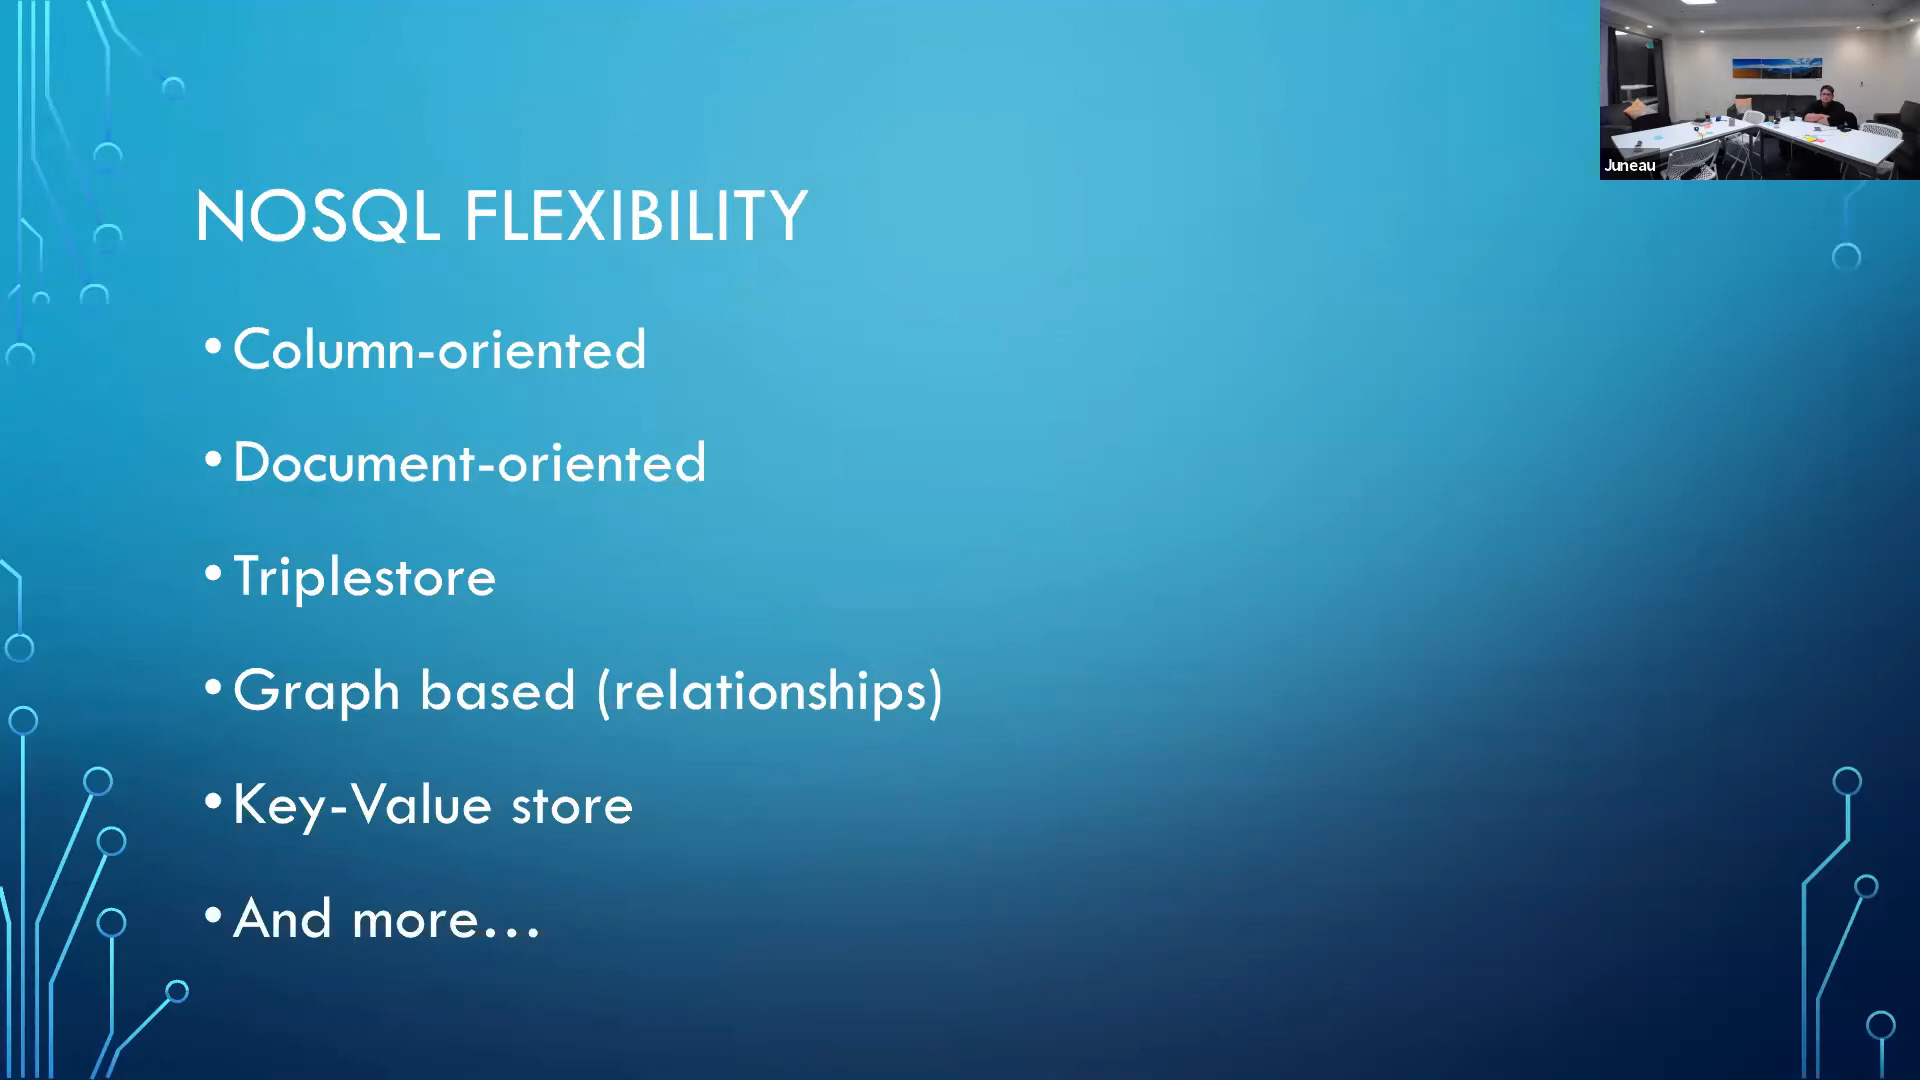 Juneau
NOSQL FLEXIBILITY
•Column-oriented
•Document-oriented
•Triplestore
•Graph based (relationships)
•Key-Value store
•And more...